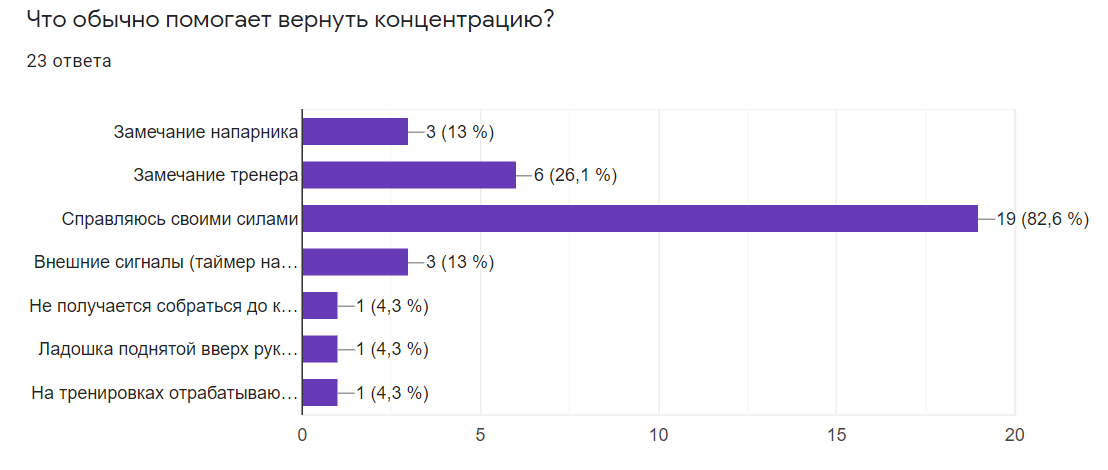 Что обычно помогает вернуть концентрацию?
23 ответа
Замечание напарника 3 (13 %)
Замечание тренера 6 (26,1 %)
Справляюсь своими силами 19 (82,6 %)
Внешние сигналы (таймер на… 3 (13 %)
Не получается собраться до к… 1 (4,3 %)
Ладошка поднятой вверх рук… 1 (4,3 %)
На тренировках отрабатываю… 1 (4,3 %)
0 5 10 15 20